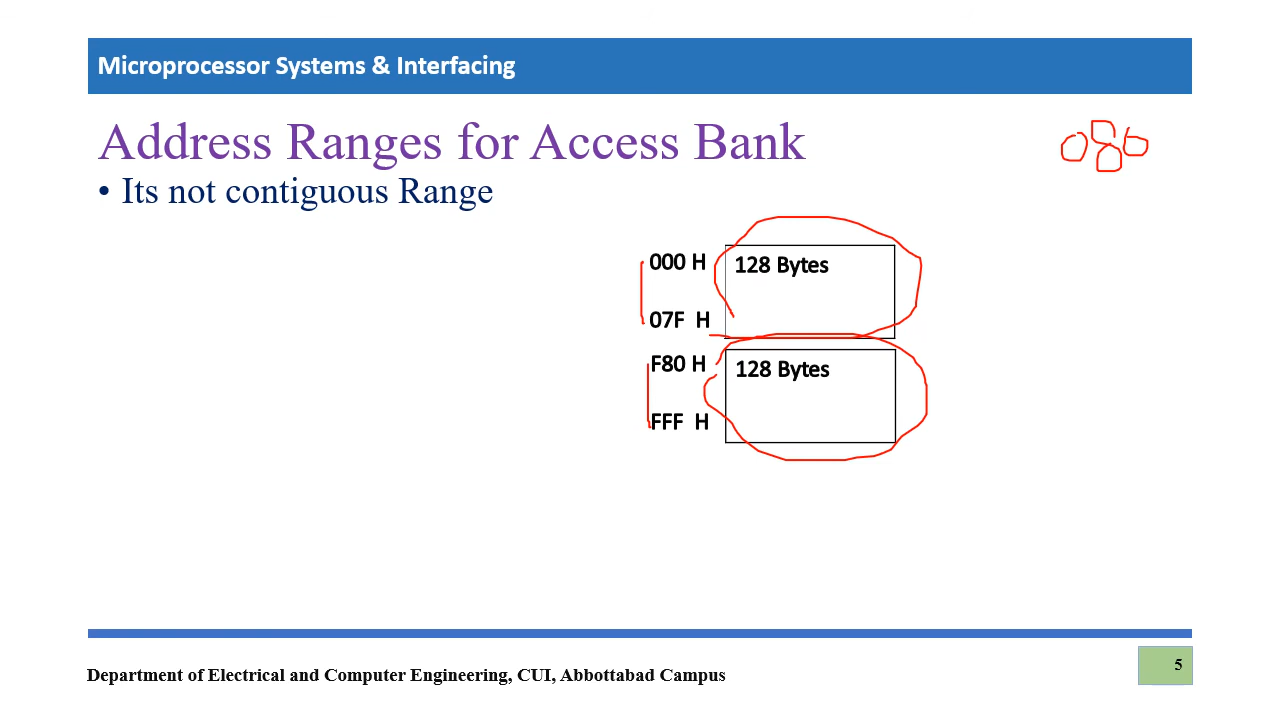 Microprocessor Systems & Interfacing
Address Ranges for Access Bank
• Its not contiguous Range
000 H
128 Bytes
07F H
F80 H
128 Bytes
FFF H
Department of Electrical and Computer Engineering, CUI, Abbottabad Campus
5